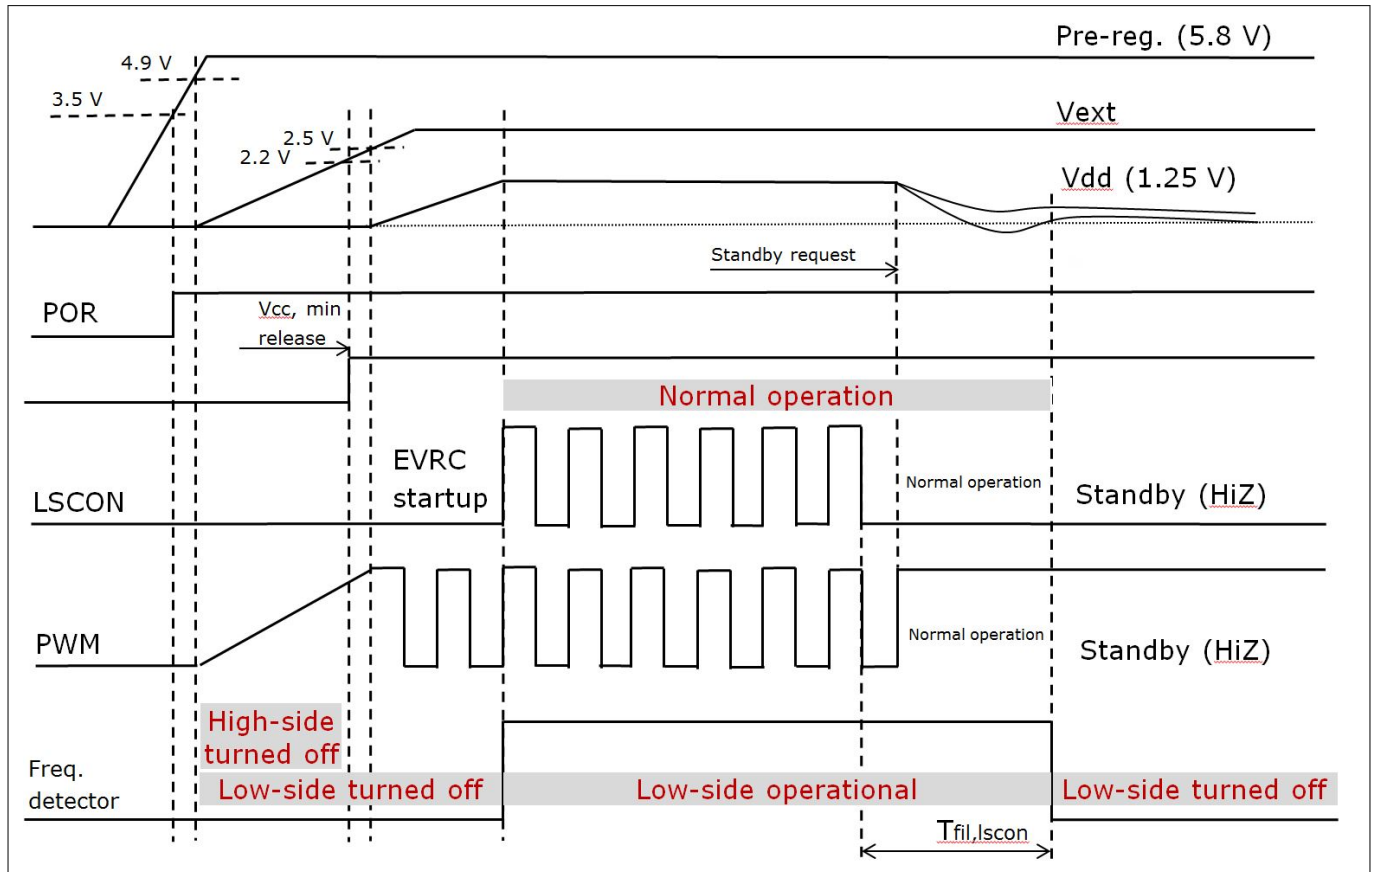 Pre-reg. (5.8 V)
4.9 V
3.5 V
Vext
2.5 V
2.2 V
Vdd (1.25 V)
Standby request
POR
Vcc, min
release
Normal operation
EVRC
startup
LSCON
Normal operation
Standby (HiZ)
PWM
Normal operation
Standby (HiZ)
High-side
turned off
Freq.
detector
Low-side turned off
Low-side operational
Low-side turned off
Tfil,lscon